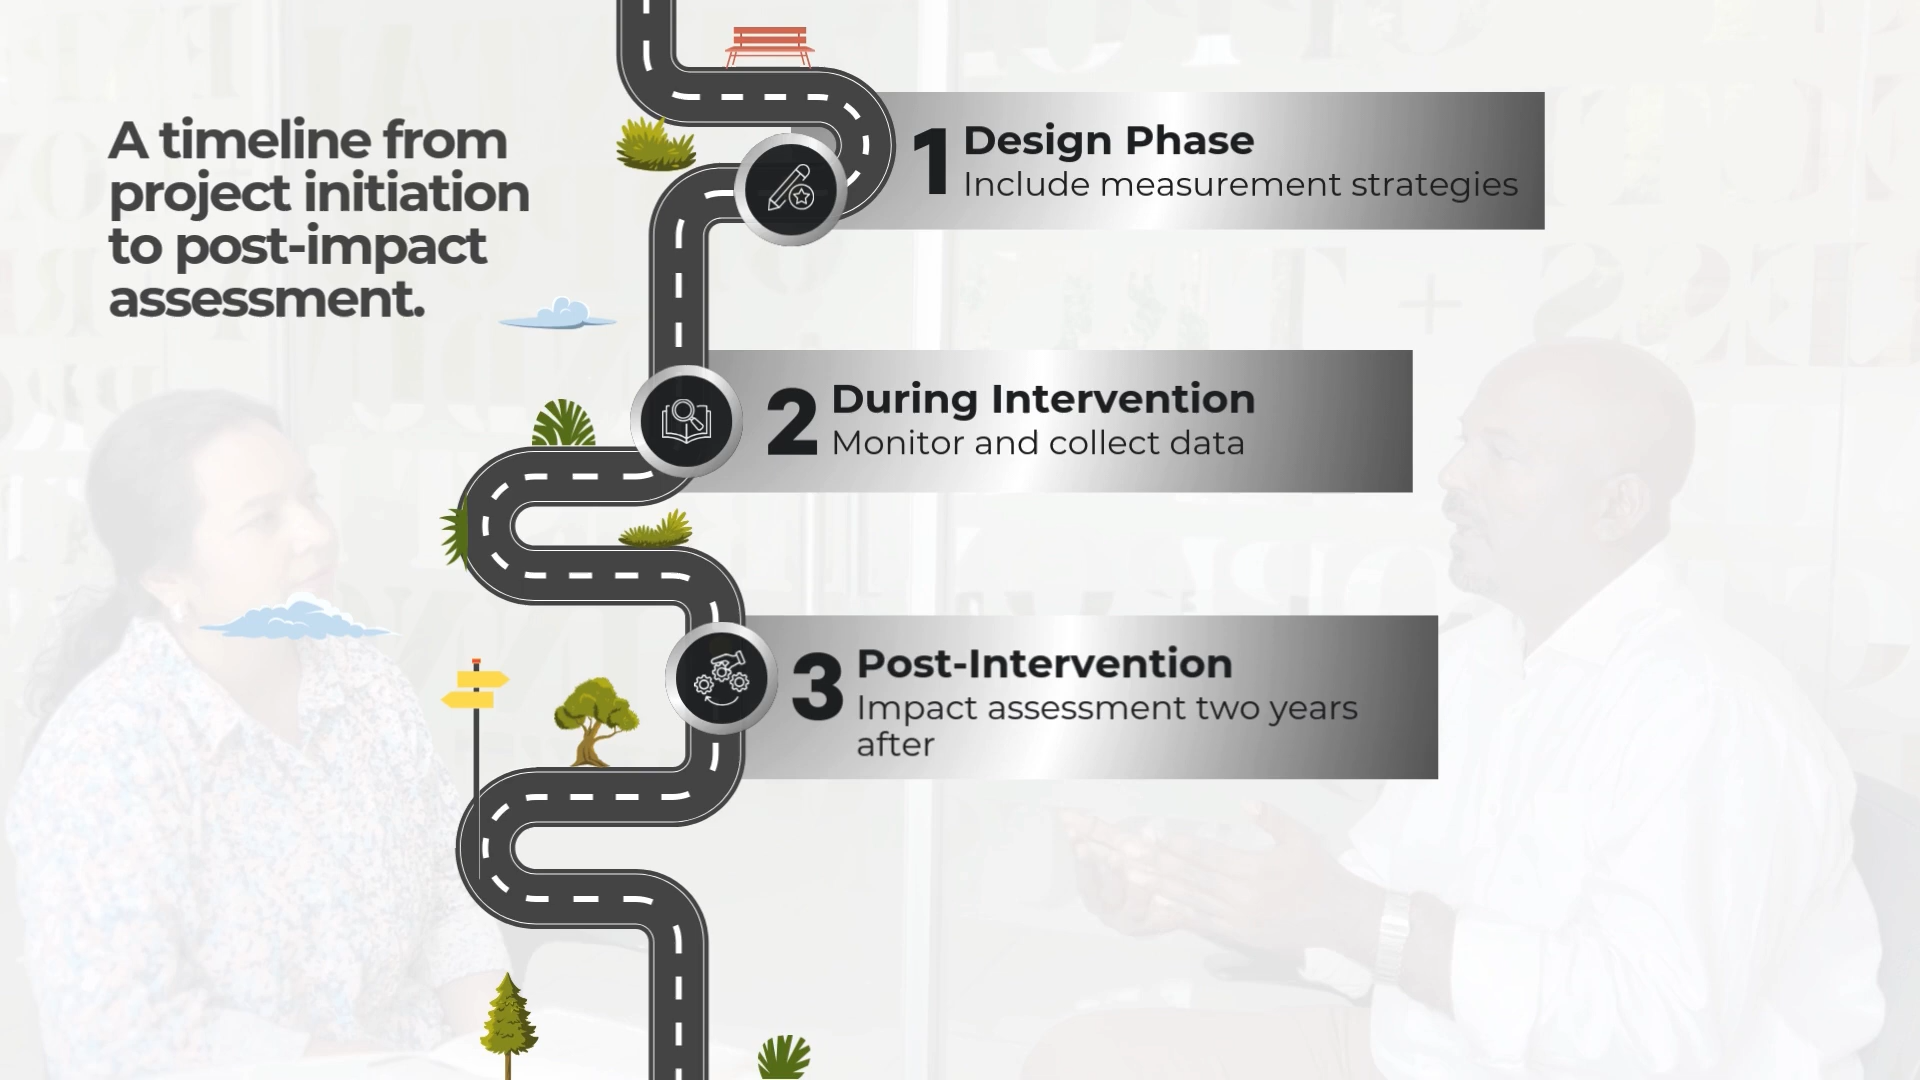 A timeline from
project initiation
to post-impact
assessment.
1 Design Phase
Include measurement strategies
2 During Intervention
Monitor and collect data
3 Post-Intervention
Impact assessment two years
after